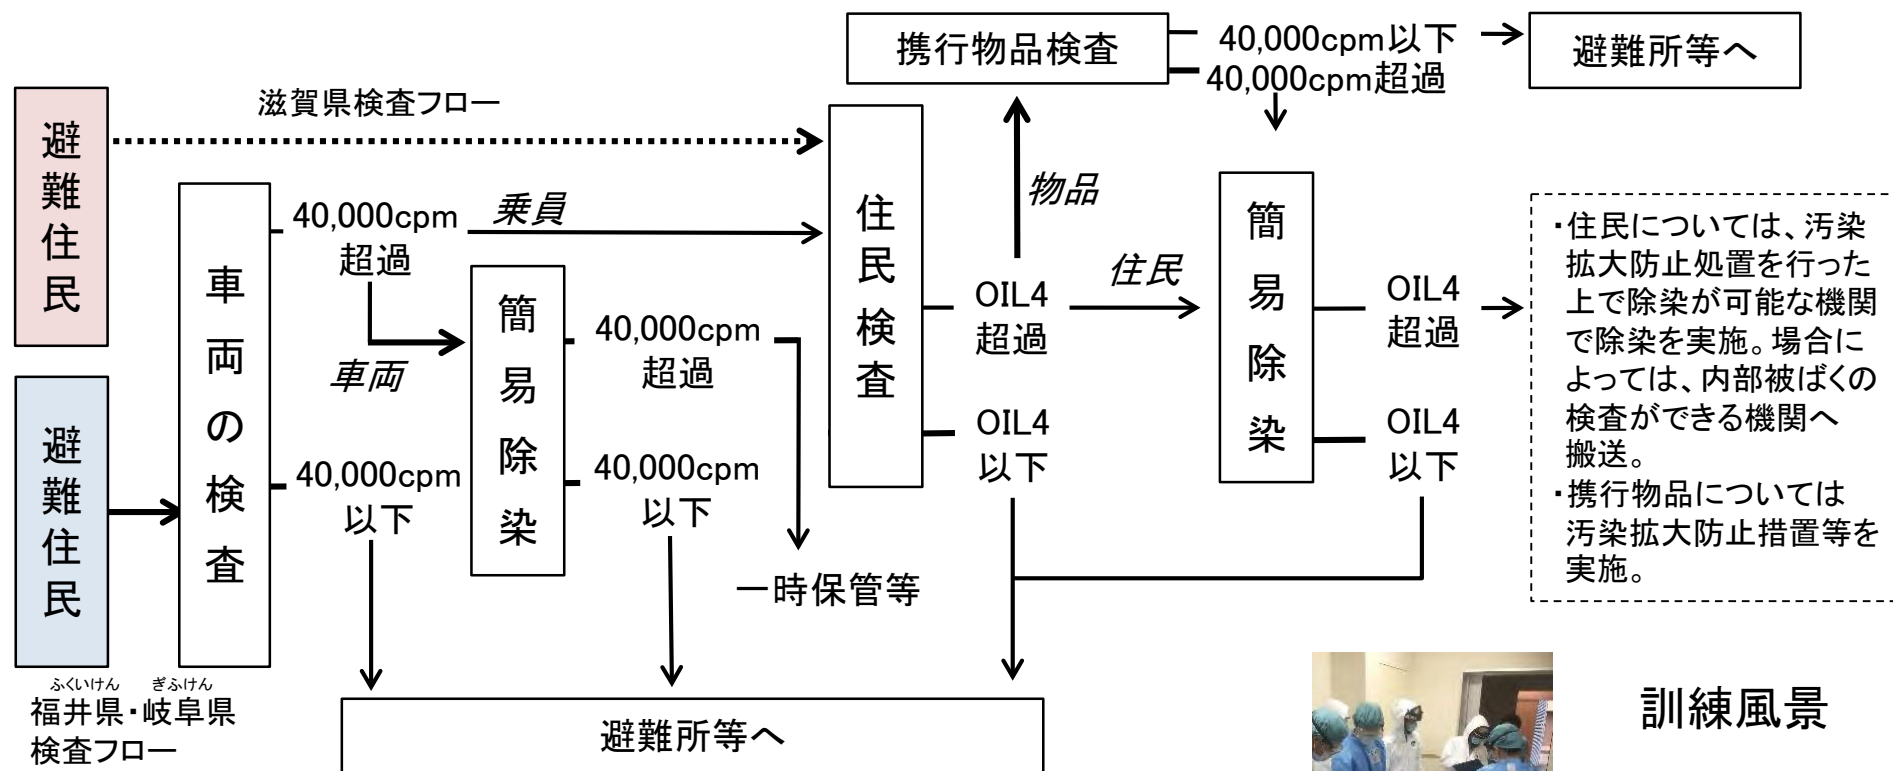 携行物品検査
40,000cpm以下
40,000cpm超過
避難所等へ
滋賀県検査フロー
避難住民
車両の検査
40,000cpm
超過
乗員
車両
簡易除染
40,000cpm
超過
一時保管等
40,000cpm
以下
40,000cpm
以下
住民検査
物品
OIL4
超過
住民
OIL4
以下
簡易除染
OIL4
超過
OIL4
以下
・住民については、汚染
拡大防止処置を行った
上で除染が可能な機関
で除染を実施。場合に
よっては、内部被ばくの
検査ができる機関へ
搬送。
・携行物品については
汚染拡大防止措置等を
実施。
避難住民
ふくいけん ぎふけん
福井県・岐阜県
検査フロー
避難所等へ
訓練風景